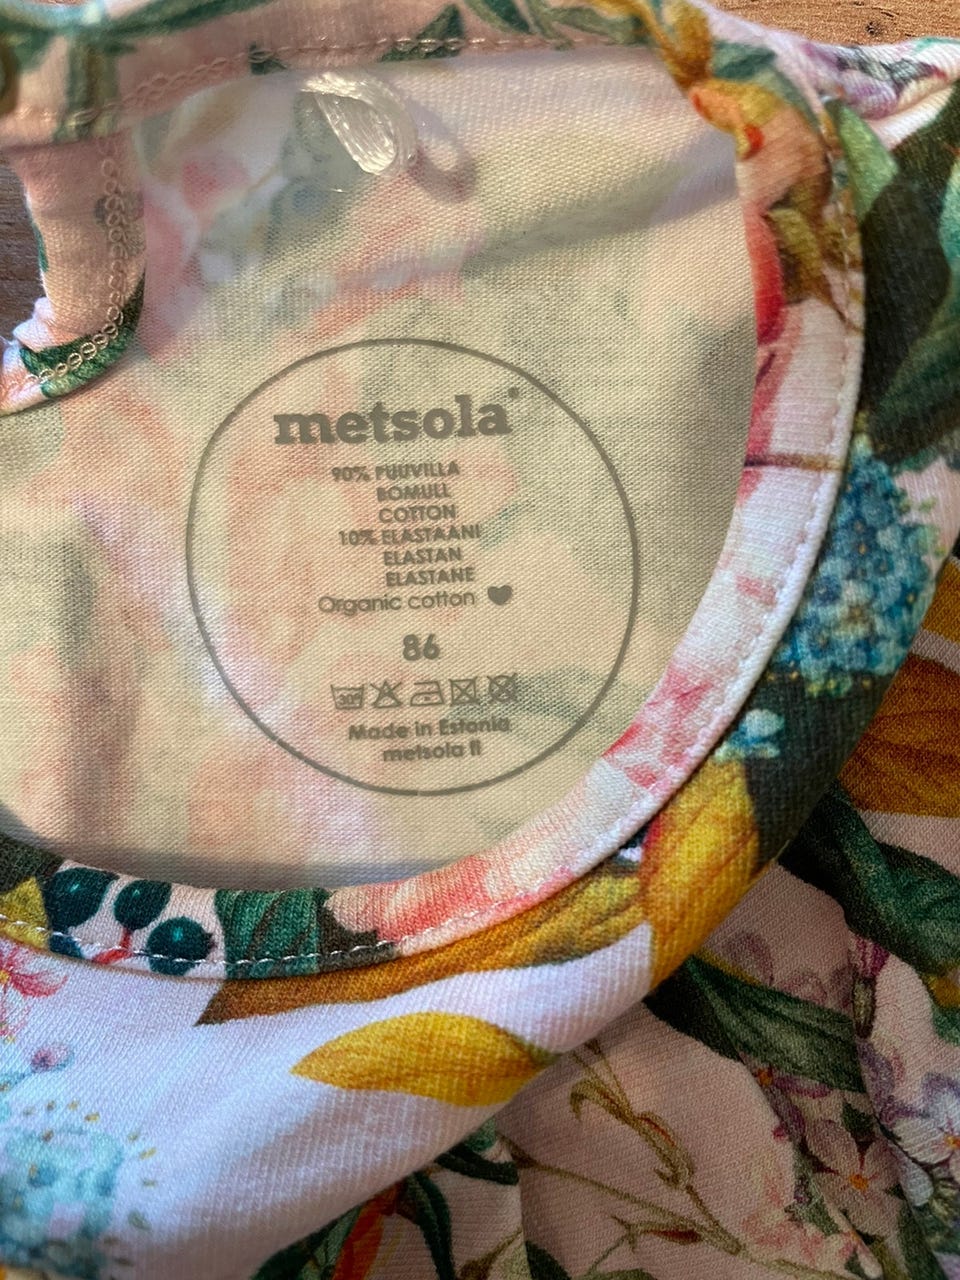 metsola
90% PUUVILLA
BOMULL
COTTON
10% ELASTAANI
ELASTAN
ELASTANE
Organic cotton
86
Made in Estonia
metsola.fi